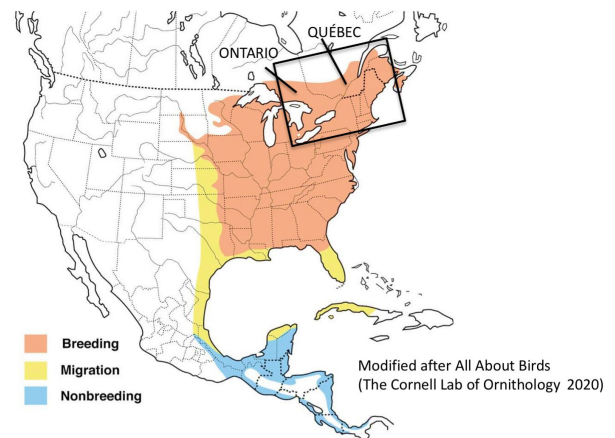 QUÉBEC
ONTARIO
Breeding
Migration
Nonbreeding
Modified after All About Birds
(The Cornell Lab of Ornithology 2020)